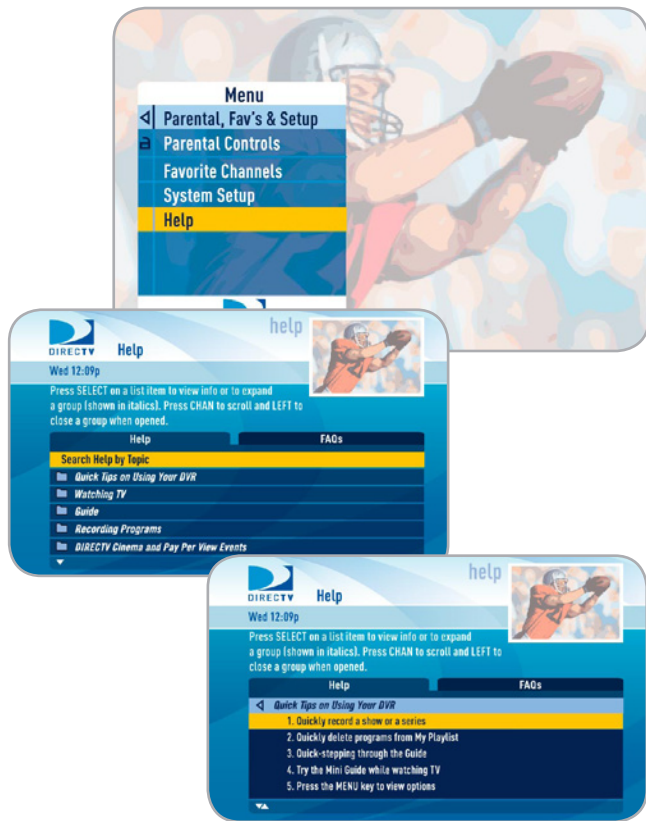 Menu
Parental, Fav's & Setup
Parental Controls
Favorite Channels
System Setup
Help
help
DIRECTV
Help
Wed 12:09p
Press SELECT on a list item to view info or to expand
a group (shown in italics). Press CHAN to scroll and LEFT to
close a group when opened.
Help FAQs
Search Help by Topic
Quick Tips on Using Your DVR
Watching TV
Guide
Recording Programs
DIRECTV Cinema and Pay Per View Events
help
DIRECTV
Help
Wed 12:09p
Press SELECT on a list item to view info or to expand
a group (shown in italics). Press CHAN to scroll and LEFT to
close a group when opened.
Help FAQs
Quick Tips on Using Your DVR
1. Quickly record a show or a series
2. Quickly delete programs from My Playlist
3. Quick-stepping through the Guide
4. Try the Mini Guide while watching TV
5. Press the MENU key to view options